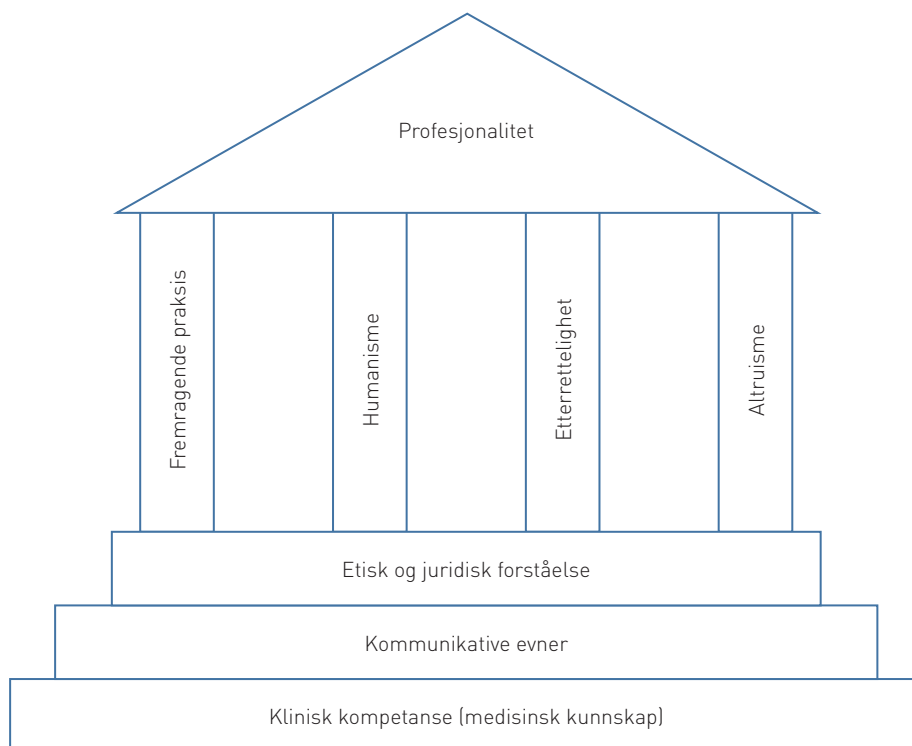 Profesjonalitet
Fremragende praksis
Humanisme
Etterrettelighet
Altruisme
Etisk og juridisk forståelse
Kommunikative evner
Klinisk kompetanse (medisinsk kunnskap)